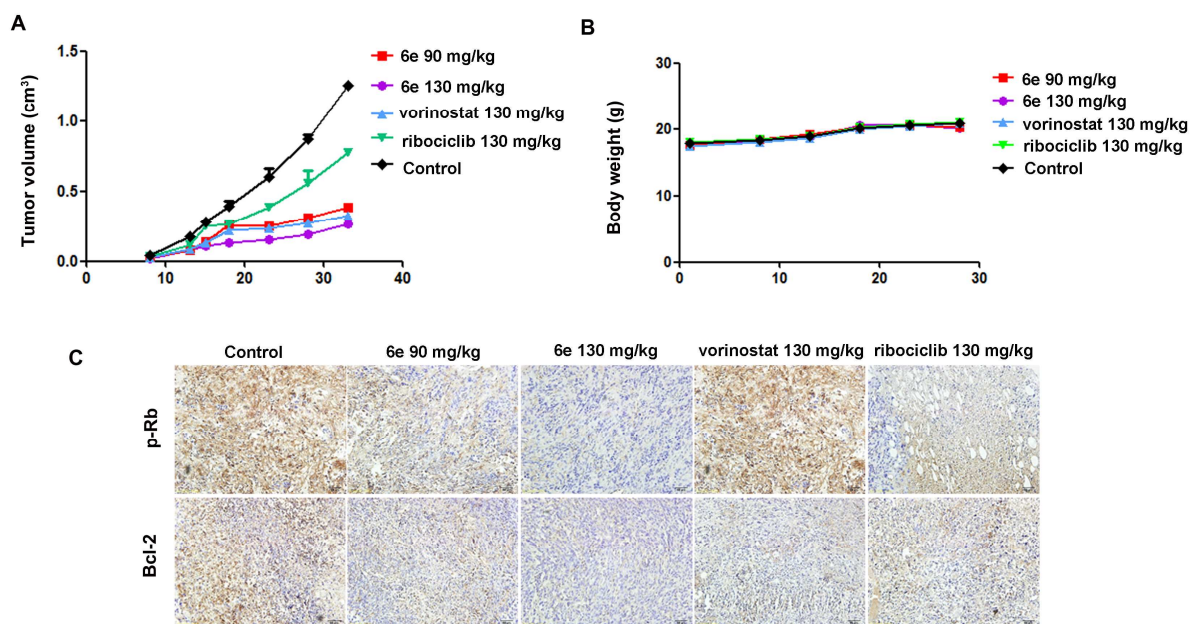 A
Tumor volume (cm³)
1.5
1.0
0.5
0.0
0
10
20
30
40
6e 90 mg/kg
6e 130 mg/kg
vorinostat 130 mg/kg
ribociclib 130 mg/kg
Control
B
Body weight (g)
30
20
10
0
0
10
20
30
6e 90 mg/kg
6e 130 mg/kg
vorinostat 130 mg/kg
ribociclib 130 mg/kg
Control
C
Control
6e 90 mg/kg
6e 130 mg/kg
vorinostat 130 mg/kg
ribociclib 130 mg/kg
p-Rb
Bcl-2